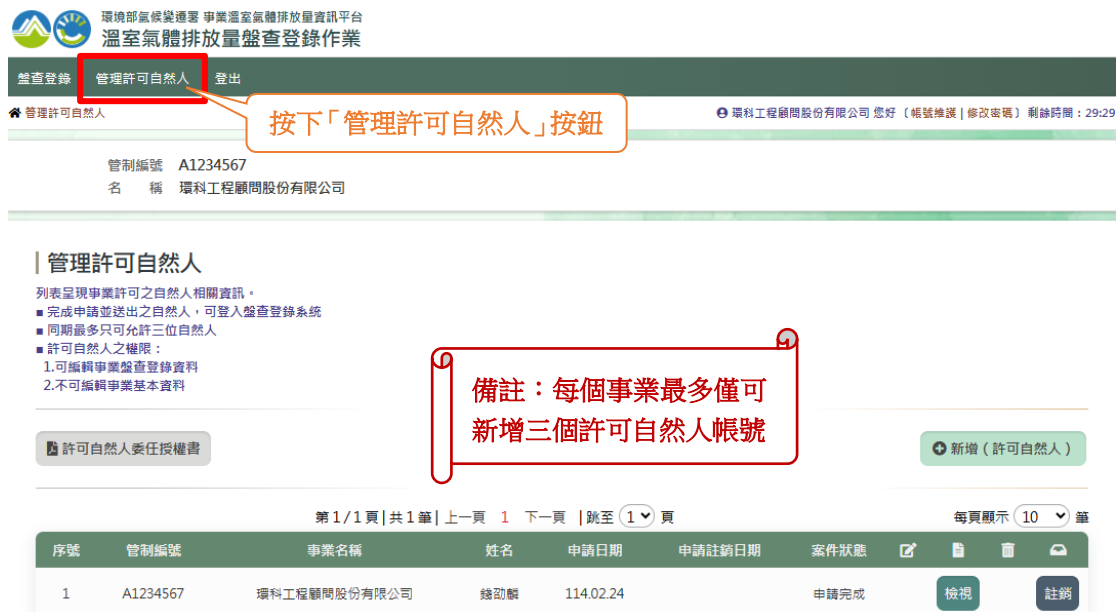 環境部氣候變遷署 事業溫室氣體排放量資訊平台
溫室氣體排放量盤查登錄作業
盤查登錄 管理許可自然人 登出
管理許可自然人
按下「管理許可自然人」按鈕
環科工程顧問股份有限公司 您好〔帳號維護|修改密碼〕剩餘時間：29:29
管制編號 A1234567
名 稱 環科工程顧問股份有限公司
管理許可自然人
列表呈現事業許可之自然人相關資訊。
■ 完成申請並送出之自然人，可登入盤查登錄系統
■ 同期最多只可允許三位自然人
■ 許可自然人之權限：
1.可編輯事業盤查登錄資料
2.不可編輯事業基本資料
備註：每個事業最多僅可
新增三個許可自然人帳號
許可自然人委任授權書
新增（許可自然人）
第1/1頁|共1筆|上一頁 1 下一頁 |跳至 1 頁
每頁顯示 10 筆
序號 管制編號 事業名稱 姓名 申請日期 申請註銷日期 案件狀態
1 A1234567 環科工程顧問股份有限公司 錢劭麟 114.02.24 申請完成 檢視 註銷